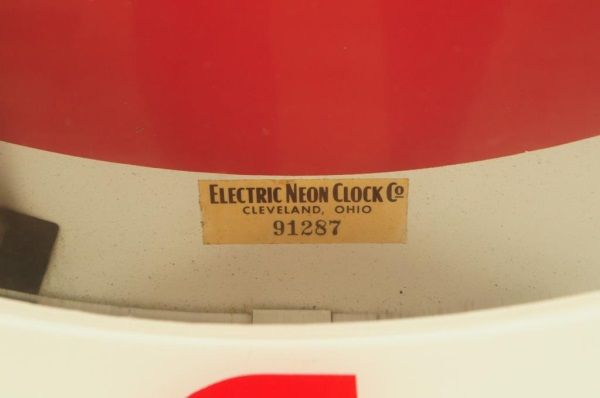 ELECTRIC NEON CLOCK CO
CLEVELAND, OHIO
91287